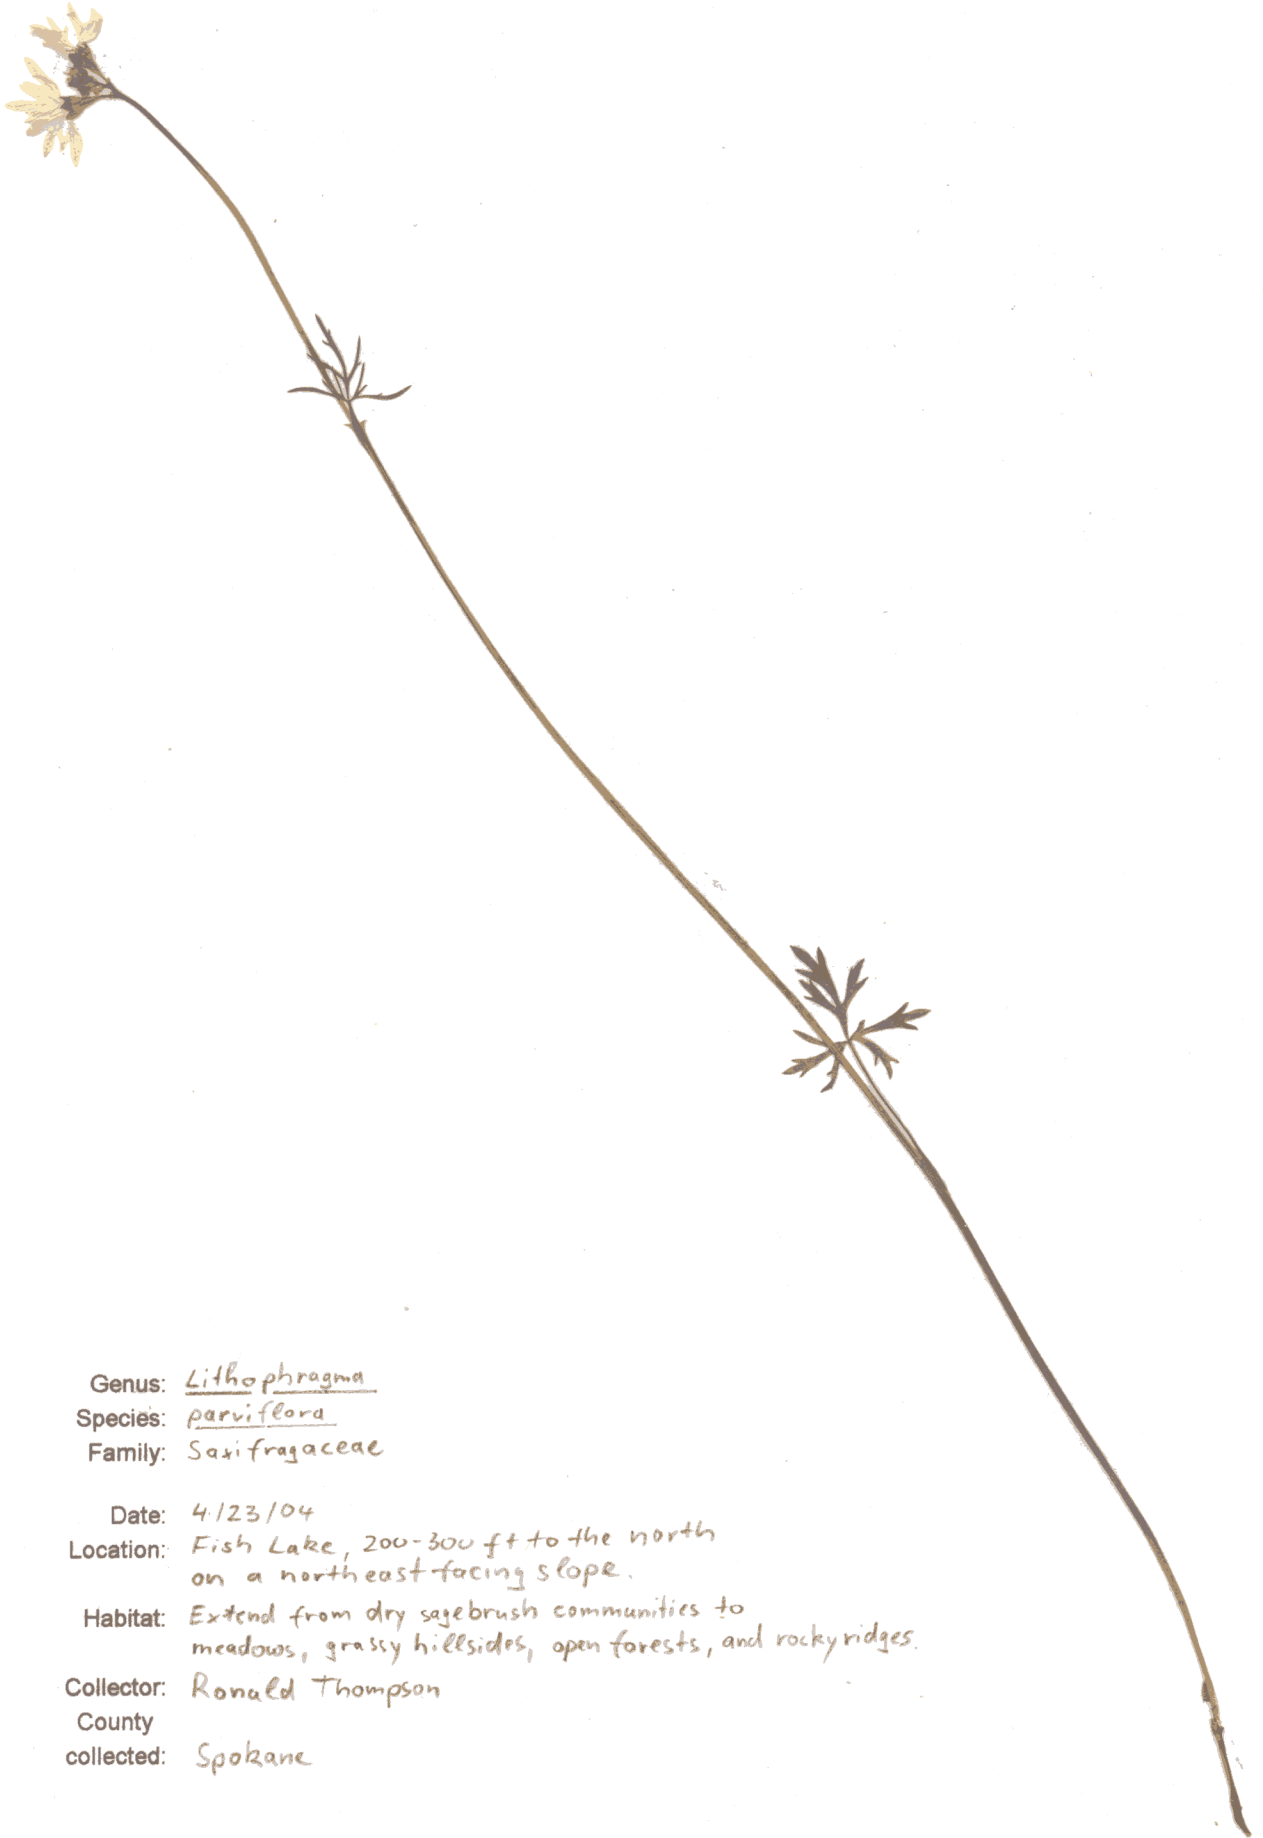 Genus: Lithophragma
Species: parviflora
Family: Saxifragaceae
Date: 4/23/04
Location: Fish Lake, 200-300 ft to the north
on a northeast facing slope.
Habitat: Extend from dry sagebrush communities to
meadows, grassy hillsides, open forests, and rocky ridges.
Collector: Ronald Thompson
County
collected: Spokane